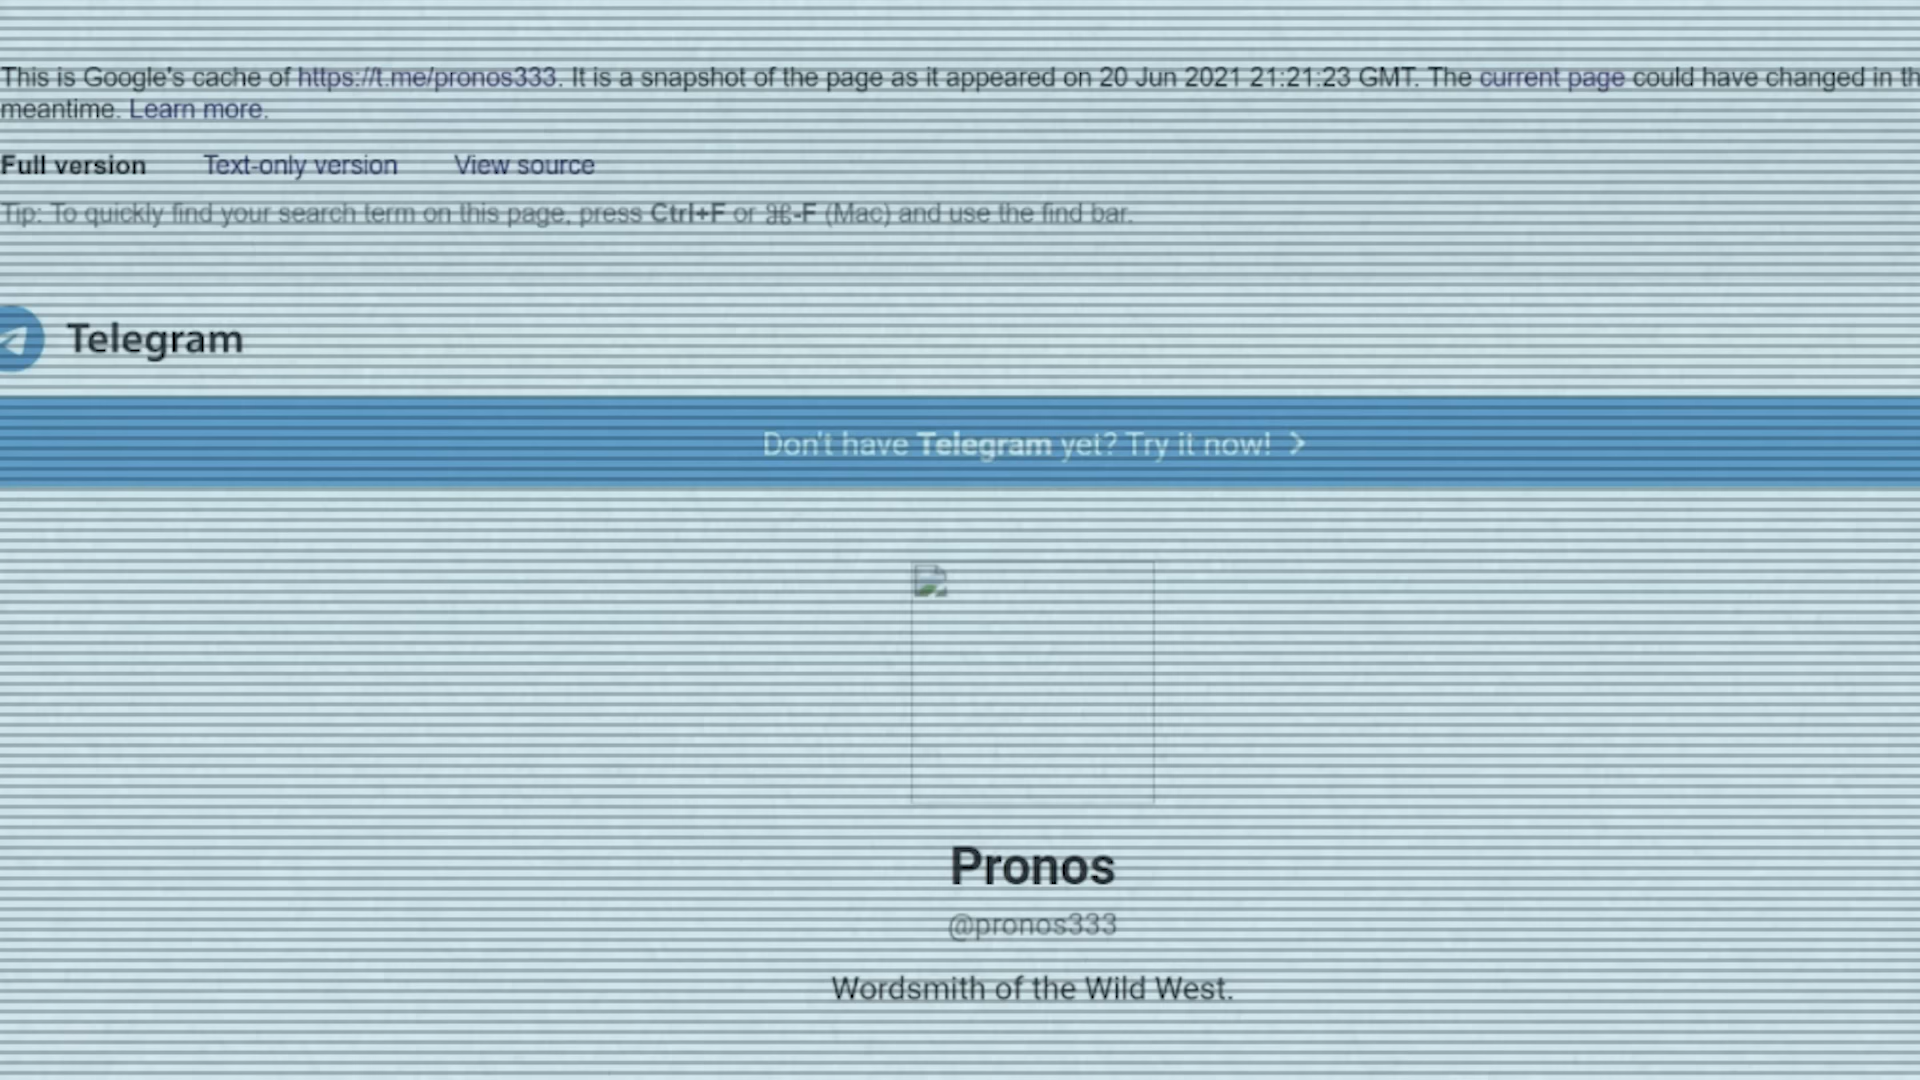 This is Google's cache of https://t.me/pronos333. It is a snapshot of the page as it appeared on 20 Jun 2021 21:21:23 GMT. The current page could have changed in th
meantime. Learn more.
Full version Text-only version View source
Tip: To quickly find your search term on this page, press Ctrl+F or ⌘-F (Mac) and use the find bar.
Telegram
Don't have Telegram yet? Try it now! >
Pronos
@pronos333
Wordsmith of the Wild West.